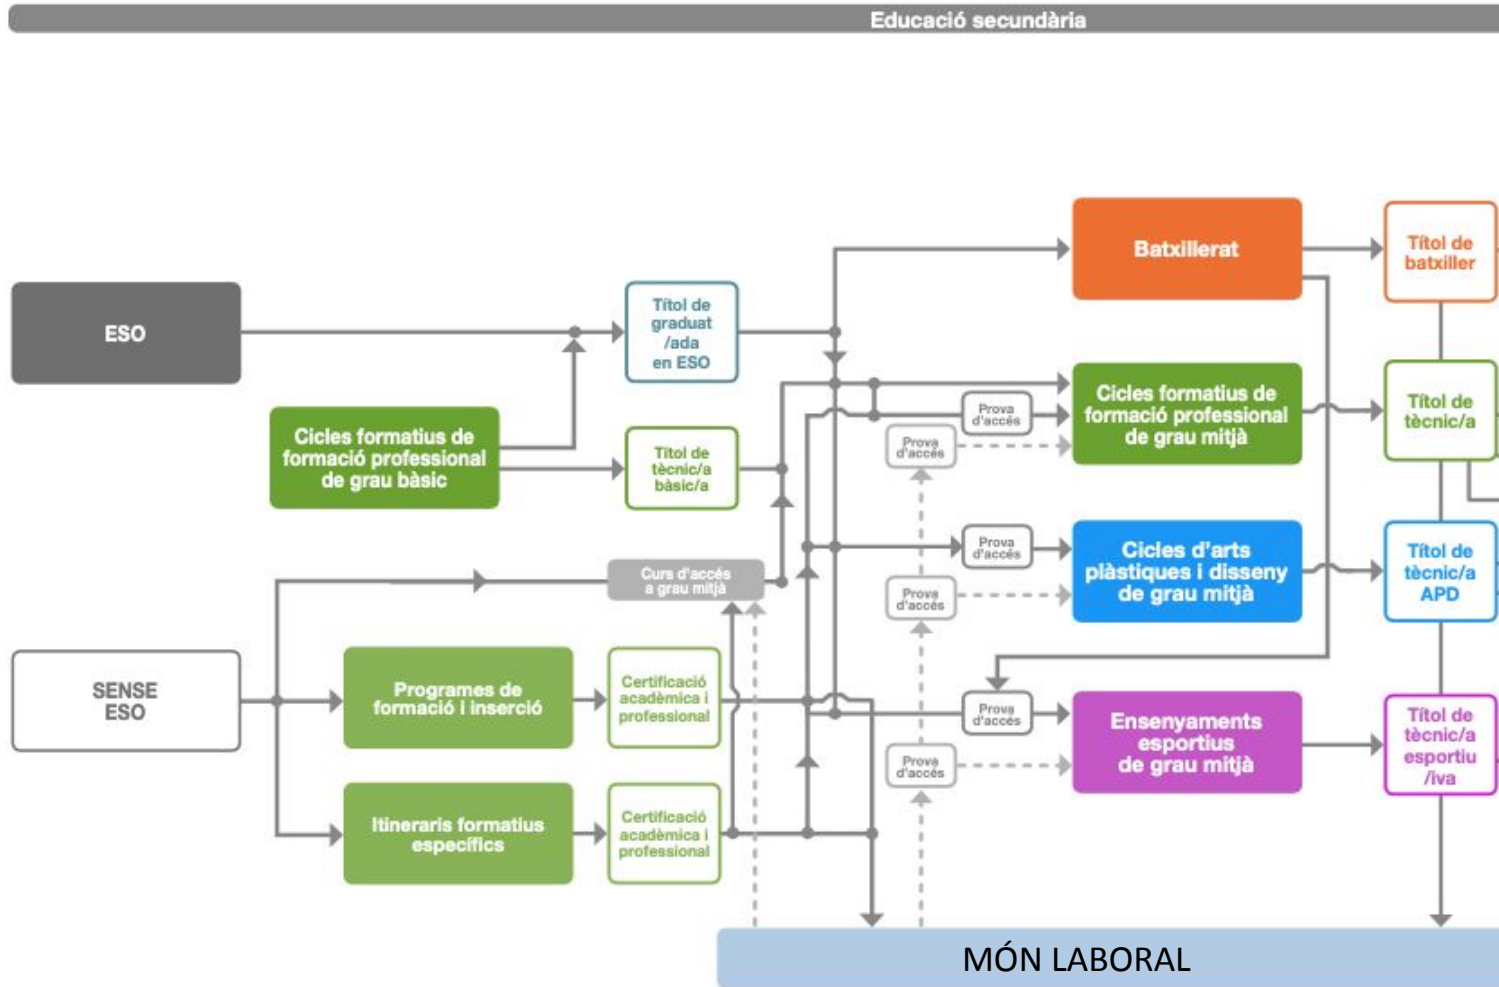 Educació secundària
Batxillerat
Títol de
batxiller
ESO
Títol de
graduat
/ada
en ESO
Cicles formatius de
formació professional
de grau bàsic
Títol de
tècnic/a
bàsic/a
Prova
d'accés
Prova
d'accés
Cicles formatius de
formació professional
de grau mitjà
Títol de
tècnic/a
Curs d'accés
a grau mitjà
Prova
d'accés
Prova
d'accés
Cicles d'arts
plàstiques i disseny
de grau mitjà
Títol de
tècnic/a
APD
SENSE
ESO
Programes de
formació i inserció
Certificació
acadèmica i
professional
Prova
d'accés
Prova
d'accés
Ensenyaments
esportius
de grau mitjà
Títol de
tècnic/a
esportiu
/iva
Itineraris formatius
específics
Certificació
acadèmica i
professional
MÓN LABORAL